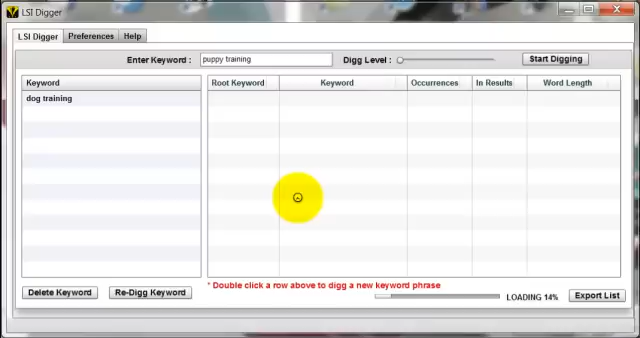 LSI Digger
LSI Digger Preferences Help
Enter Keyword : puppy training Digg Level : Start Digging
Keyword Root Keyword Keyword Occurrences In Results Word Length
dog training
* Double click a row above to digg a new keyword phrase
Delete Keyword Re-Digg Keyword LOADING 14% Export List